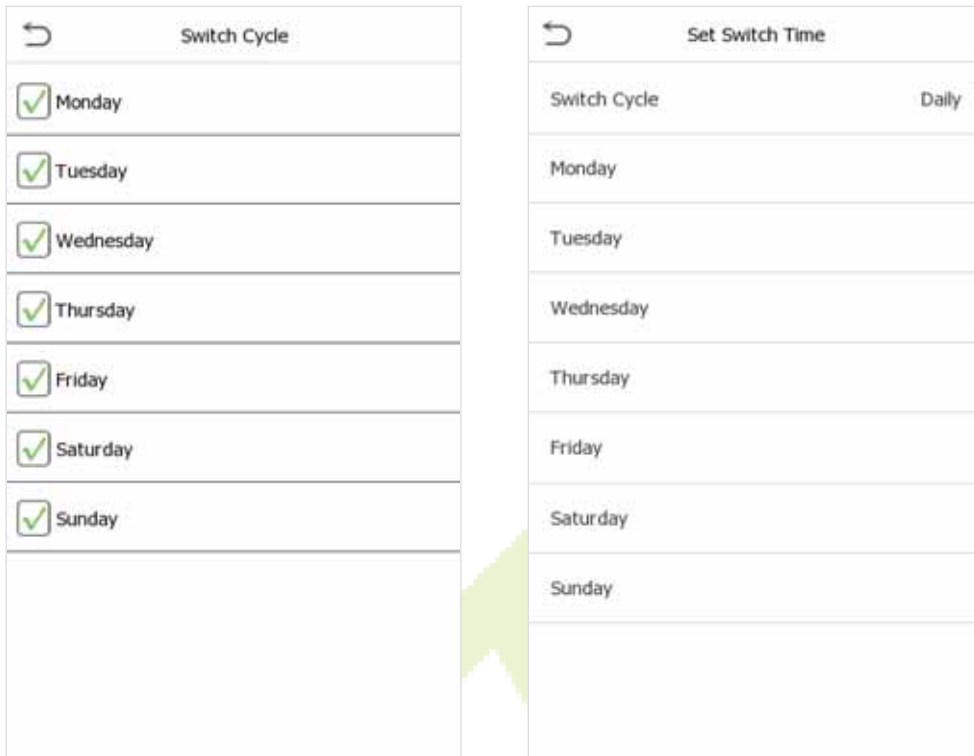 Switch Cycle
Monday
Tuesday
Wednesday
Thursday
Friday
Saturday
Sunday
Set Switch Time
Switch Cycle Daily
Monday
Tuesday
Wednesday
Thursday
Friday
Saturday
Sunday